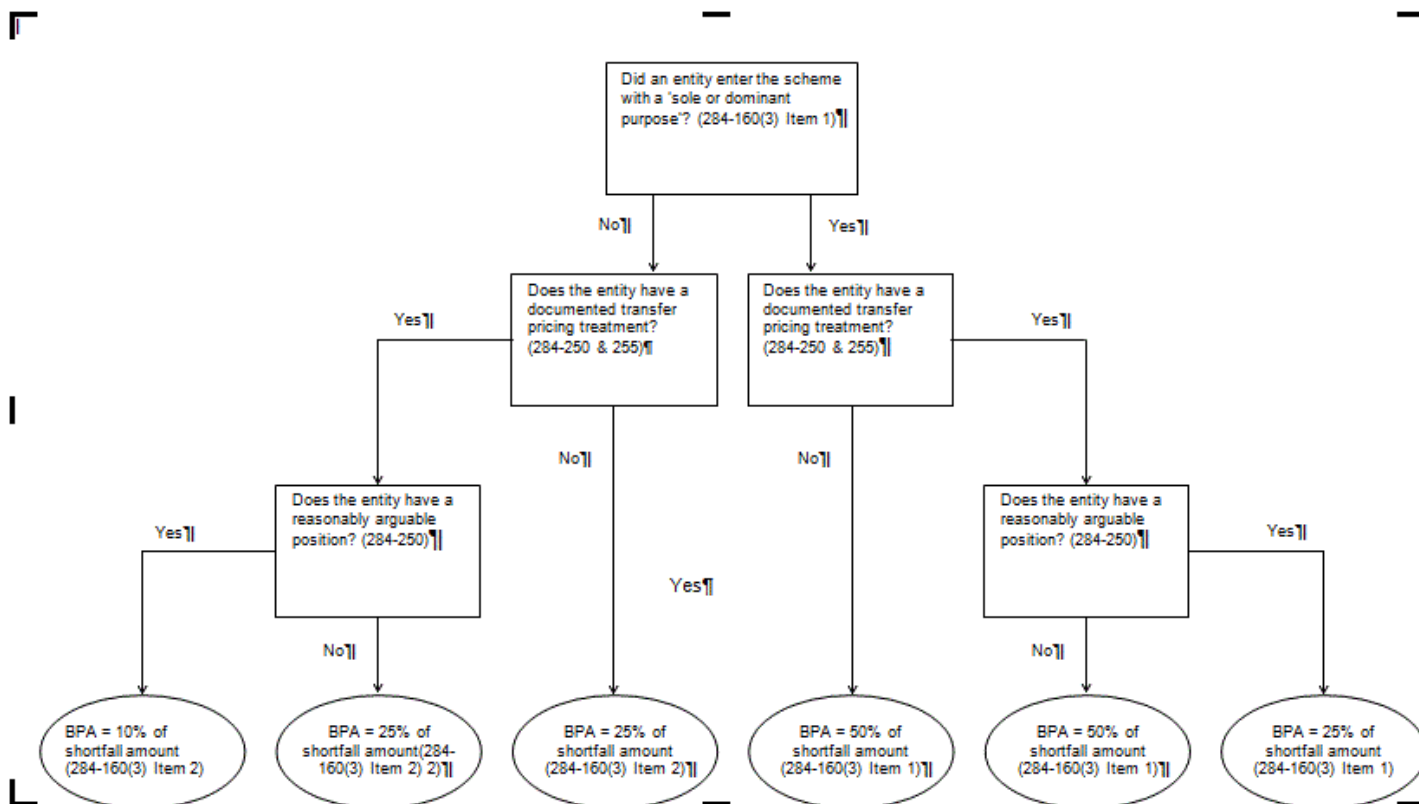 Did an entity enter the scheme
with a 'sole or dominant
purpose'? (284-160(3) Item 1)¶
No¶
Yes¶
Does the entity have a
documented transfer
pricing treatment?
(284-250 & 255)¶
Does the entity have a
documented transfer
pricing treatment?
(284-250 & 255)¶
Yes¶
Yes¶
No¶
No¶
Does the entity have a
reasonably arguable
position? (284-250)¶
Does the entity have a
reasonably arguable
position? (284-250)¶
Yes¶
Yes¶
Yes¶
No¶
No¶
BPA = 10% of
shortfall amount
(284-160(3) Item 2)
BPA = 25% of
shortfall amount(284-
160(3) Item 2) 2)¶
BPA = 25% of
shortfall amount
(284-160(3) Item 2)¶
BPA = 50% of
shortfall amount
(284-160(3) Item 1)¶
BPA = 50% of
shortfall amount
(284-160(3) Item 1)¶
BPA = 25% of
shortfall amount
(284-160(3) Item 1)